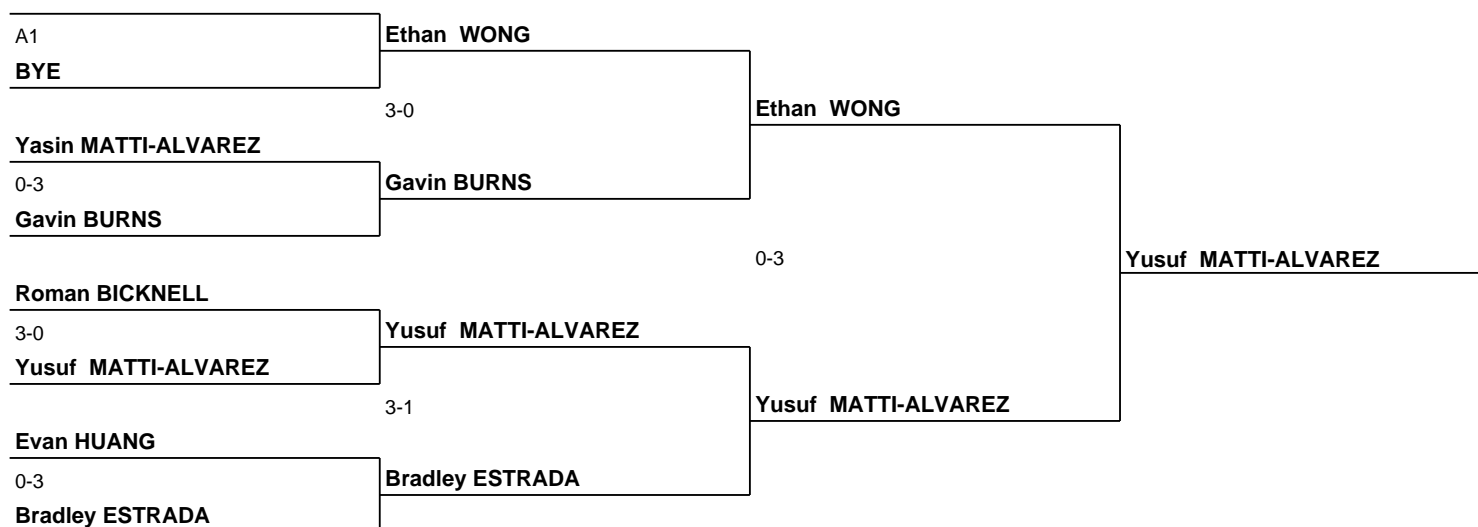 A1
BYE
Yasin MATTI-ALVAREZ
0-3
Gavin BURNS
Roman BICKNELL
3-0
Yusuf MATTI-ALVAREZ
Evan HUANG
0-3
Bradley ESTRADA
Ethan WONG
3-0
Gavin BURNS
Yusuf MATTI-ALVAREZ
3-1
Bradley ESTRADA
Ethan WONG
0-3
Yusuf MATTI-ALVAREZ
Yusuf MATTI-ALVAREZ